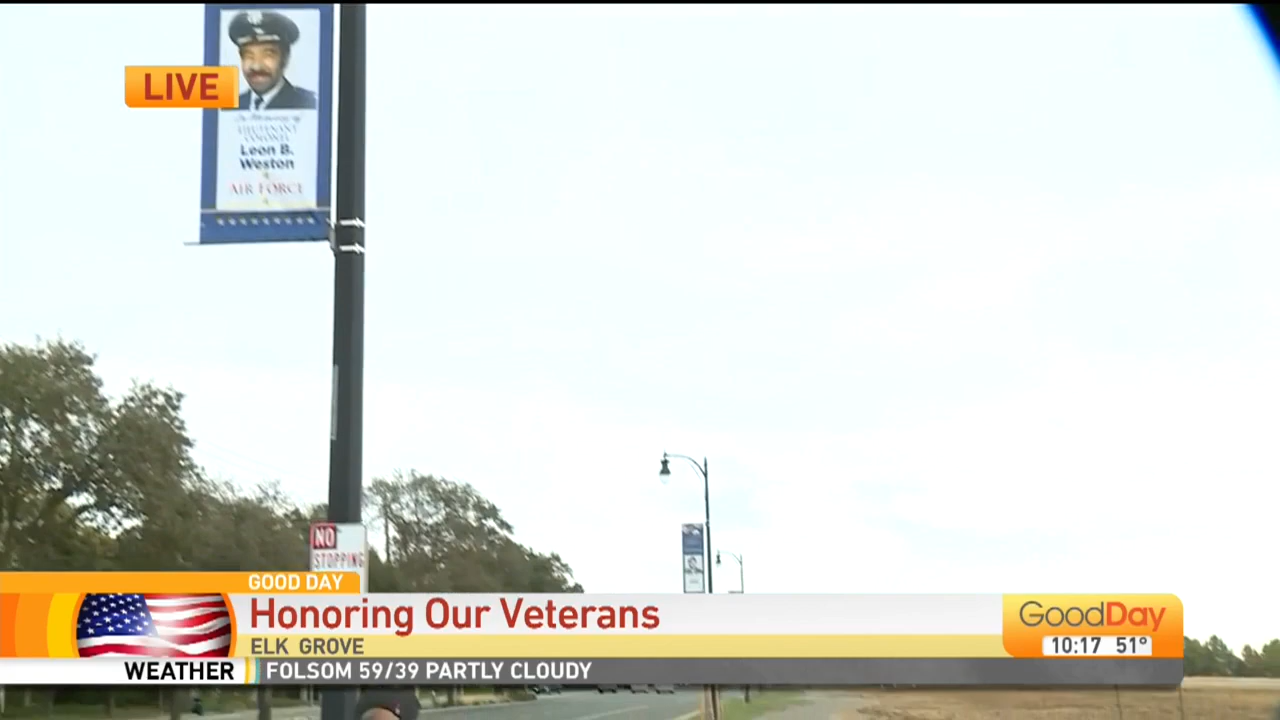 LIVE
In Memory of
LIEUTENANT
COLONEL
Leon B.
Weston
AIR FORCE
NO
STOPPING
GOOD DAY
Honoring Our Veterans
ELK GROVE
GoodDay
10:17 51°
WEATHER
FOLSOM 59/39 PARTLY CLOUDY